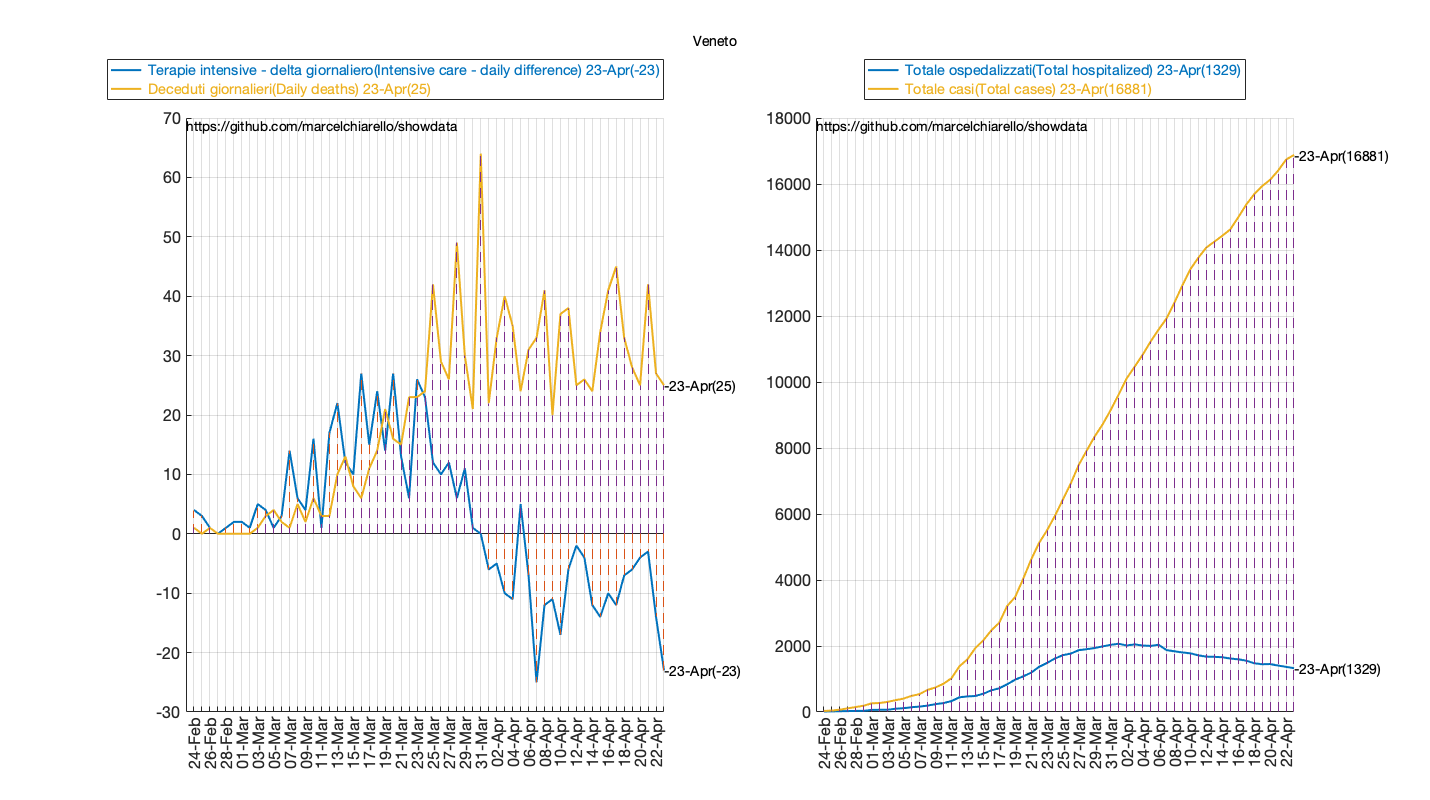 Veneto
Terapie intensive - delta giornaliero(Intensive care - daily difference) 23-Apr(-23)
Deceduti giornalieri(Daily deaths) 23-Apr(25)
https://github.com/marcelchiarello/showdata
70
60
50
40
30
20
10
0
-10
-20
-30
-23-Apr(25)
-23-Apr(-23)
24-Feb
26-Feb
28-Feb
01-Mar
03-Mar
05-Mar
07-Mar
09-Mar
11-Mar
13-Mar
15-Mar
17-Mar
19-Mar
21-Mar
23-Mar
25-Mar
27-Mar
29-Mar
31-Mar
02-Apr
04-Apr
06-Apr
08-Apr
10-Apr
12-Apr
14-Apr
16-Apr
18-Apr
20-Apr
22-Apr
Totale ospedalizzati(Total hospitalized) 23-Apr(1329)
Totale casi(Total cases) 23-Apr(16881)
https://github.com/marcelchiarello/showdata
18000
16000
14000
12000
10000
8000
6000
4000
2000
0
-23-Apr(16881)
-23-Apr(1329)
24-Feb
26-Feb
28-Feb
01-Mar
03-Mar
05-Mar
07-Mar
09-Mar
11-Mar
13-Mar
15-Mar
17-Mar
19-Mar
21-Mar
23-Mar
25-Mar
27-Mar
29-Mar
31-Mar
02-Apr
04-Apr
06-Apr
08-Apr
10-Apr
12-Apr
14-Apr
16-Apr
18-Apr
20-Apr
22-Apr